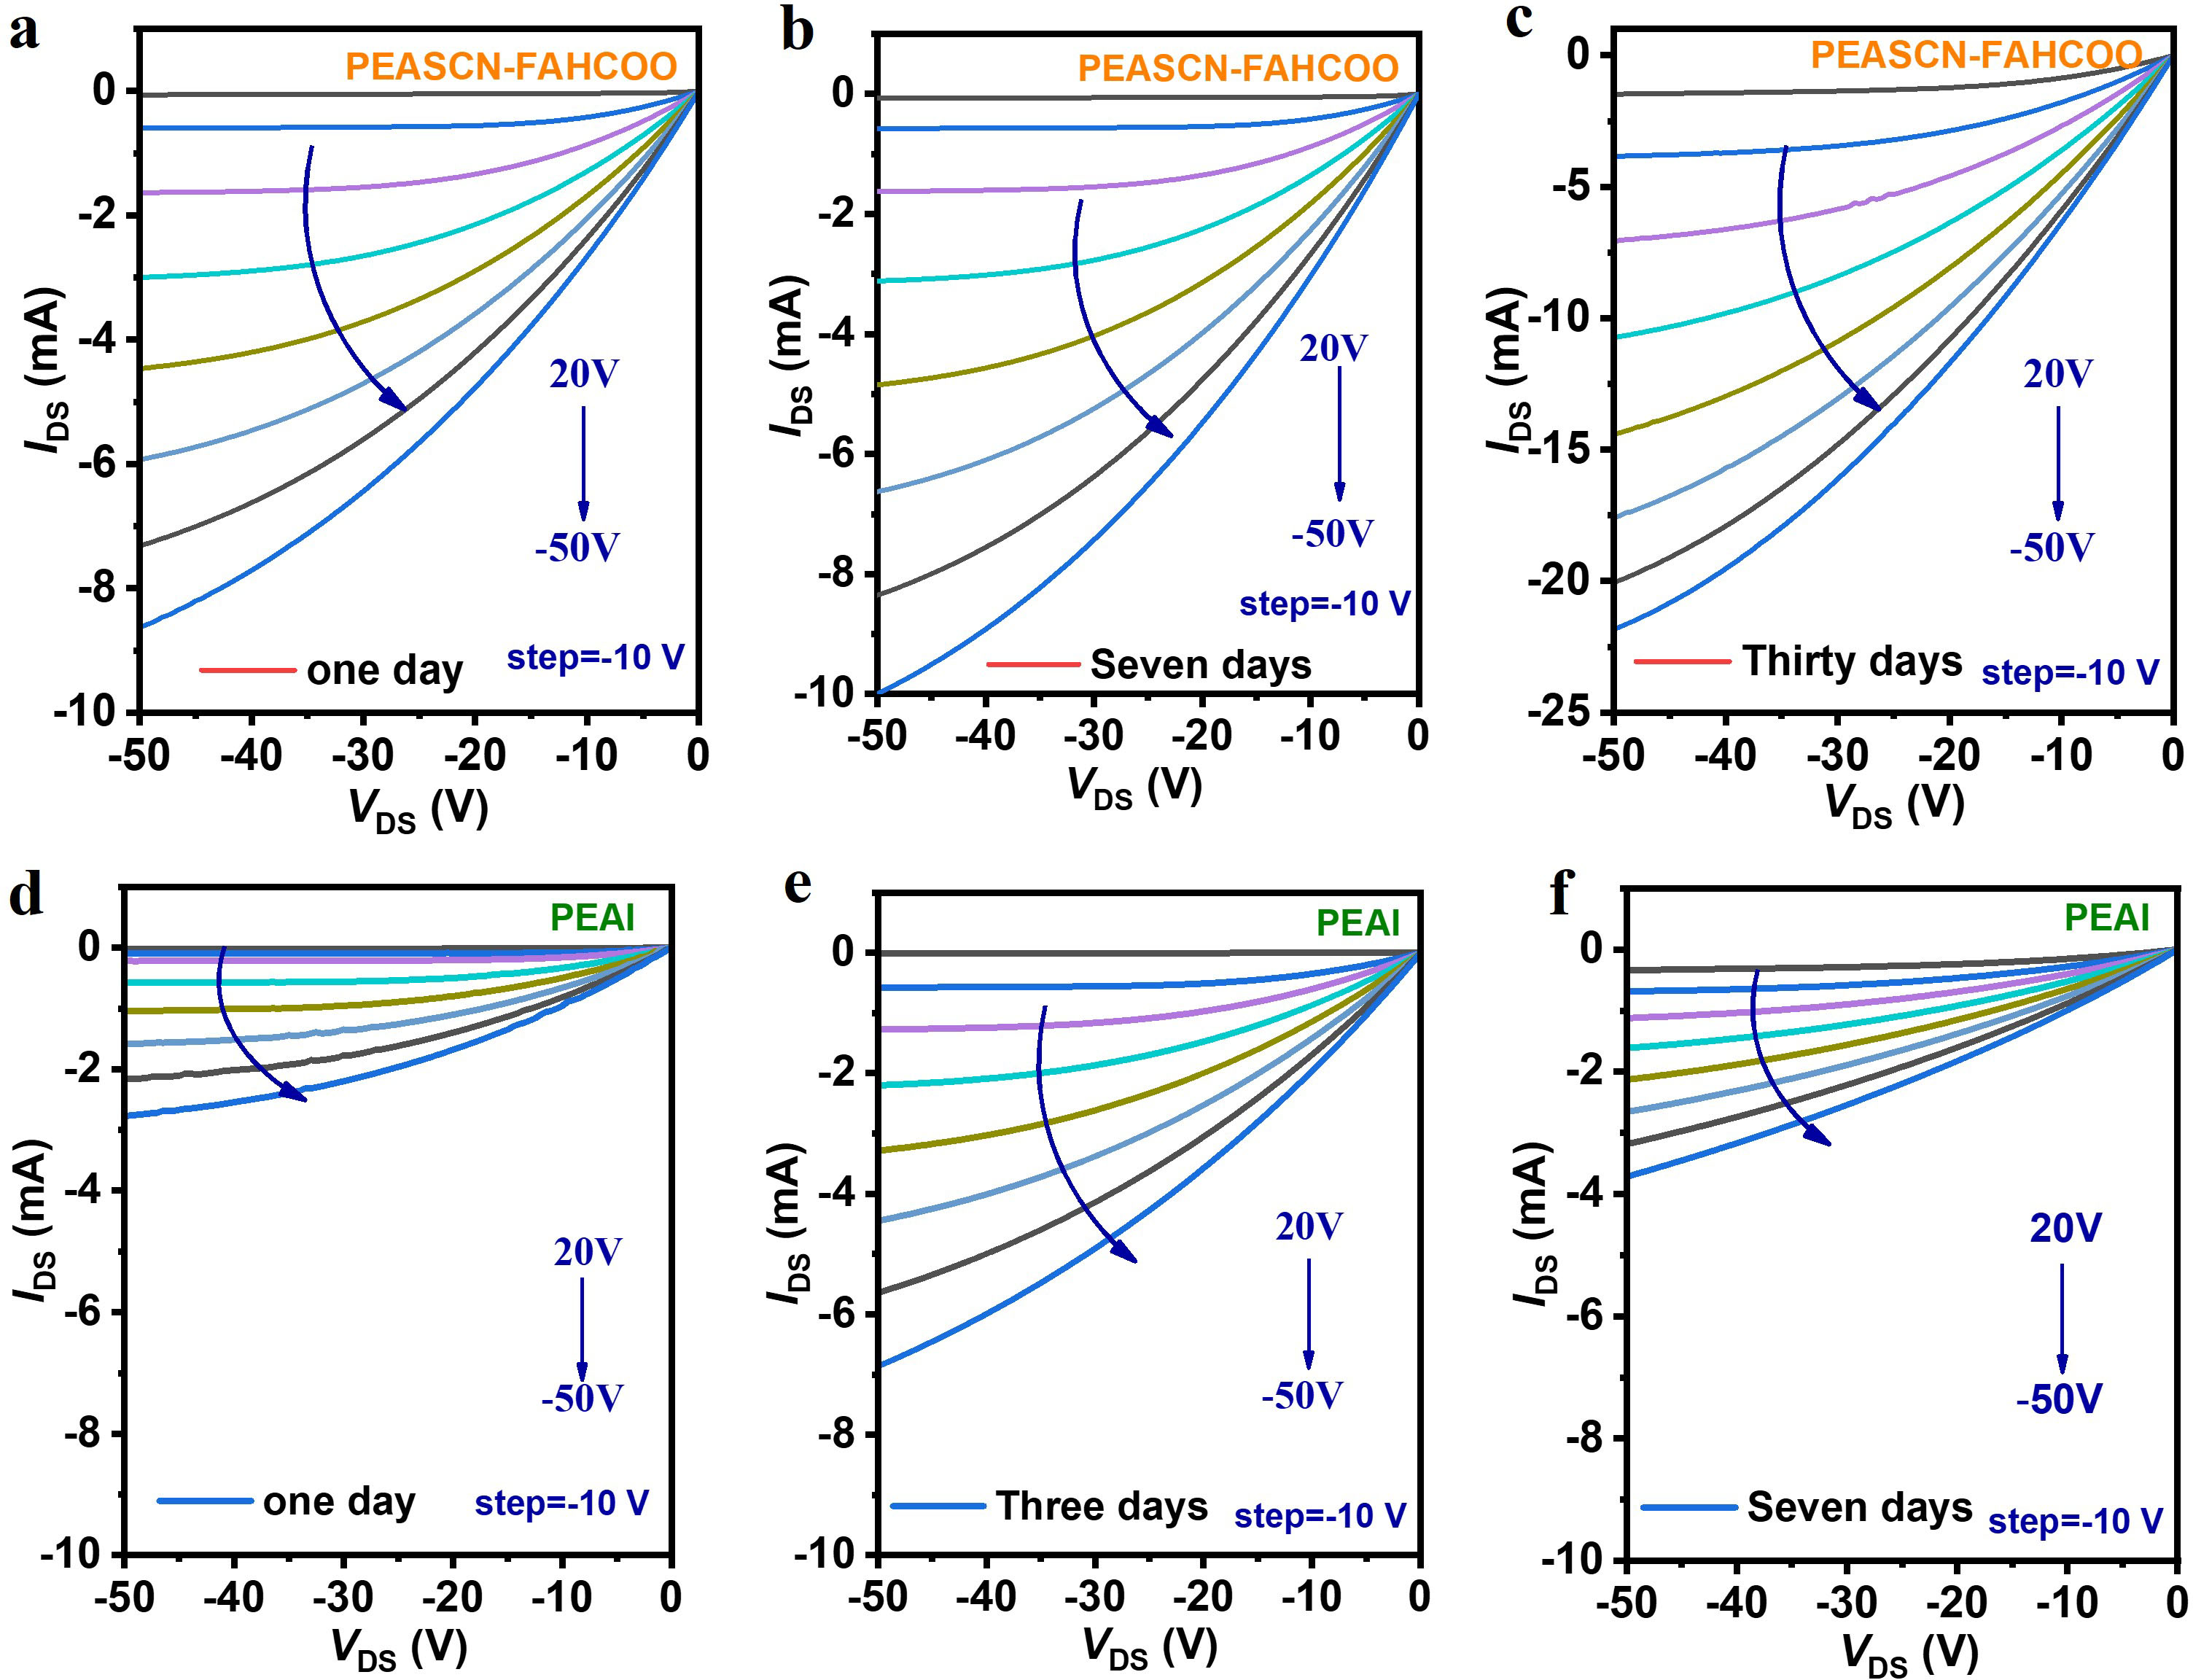 a
PEASCN-FAHCOO
0
-2
-4
-6
-8
-10
IDS (mA)
20V
-50V
one day
step=-10 V
-50 -40 -30 -20 -10 0
VDS (V)
b
PEASCN-FAHCOO
0
-2
-4
-6
-8
-10
IDS (mA)
20V
-50V
step=-10 V
Seven days
-50 -40 -30 -20 -10 0
VDS (V)
c
PEASCN-FAHCOO
0
-5
-10
-15
-20
-25
IDS (mA)
20V
-50V
Thirty days
step=-10 V
-50 -40 -30 -20 -10 0
VDS (V)
d
PEAI
0
-2
-4
-6
-8
-10
IDS (mA)
20V
-50V
one day
step=-10 V
-50 -40 -30 -20 -10 0
VDS (V)
e
PEAI
0
-2
-4
-6
-8
-10
IDS (mA)
20V
-50V
Three days
step=-10 V
-50 -40 -30 -20 -10 0
VDS (V)
f
PEAI
0
-2
-4
-6
-8
-10
IDS (mA)
20V
-50V
Seven days
step=-10 V
-50 -40 -30 -20 -10 0
VDS (V)